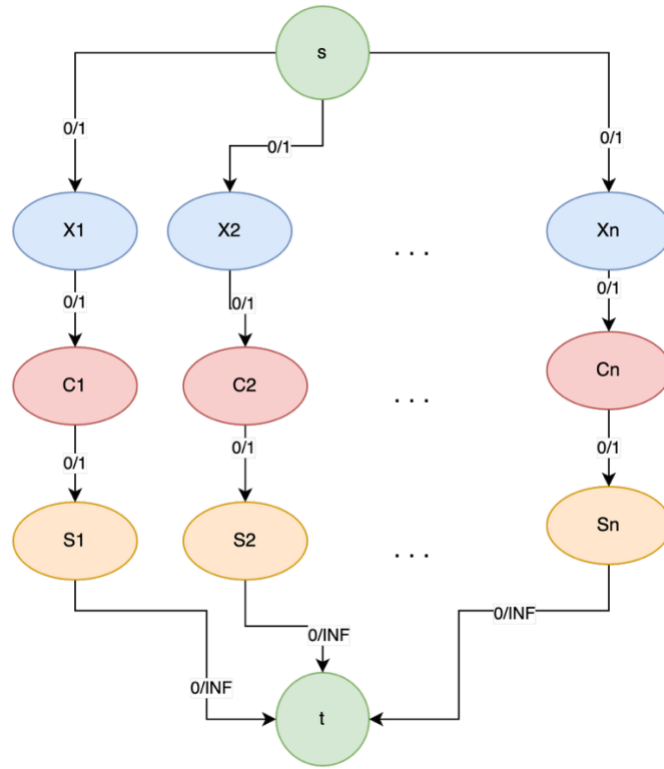 s
0/1
0/1
0/1
X1
X2
. . .
Xn
0/1
0/1
0/1
C1
C2
. . .
Cn
0/1
0/1
0/1
S1
S2
. . .
Sn
0/INF
0/INF
0/INF
t